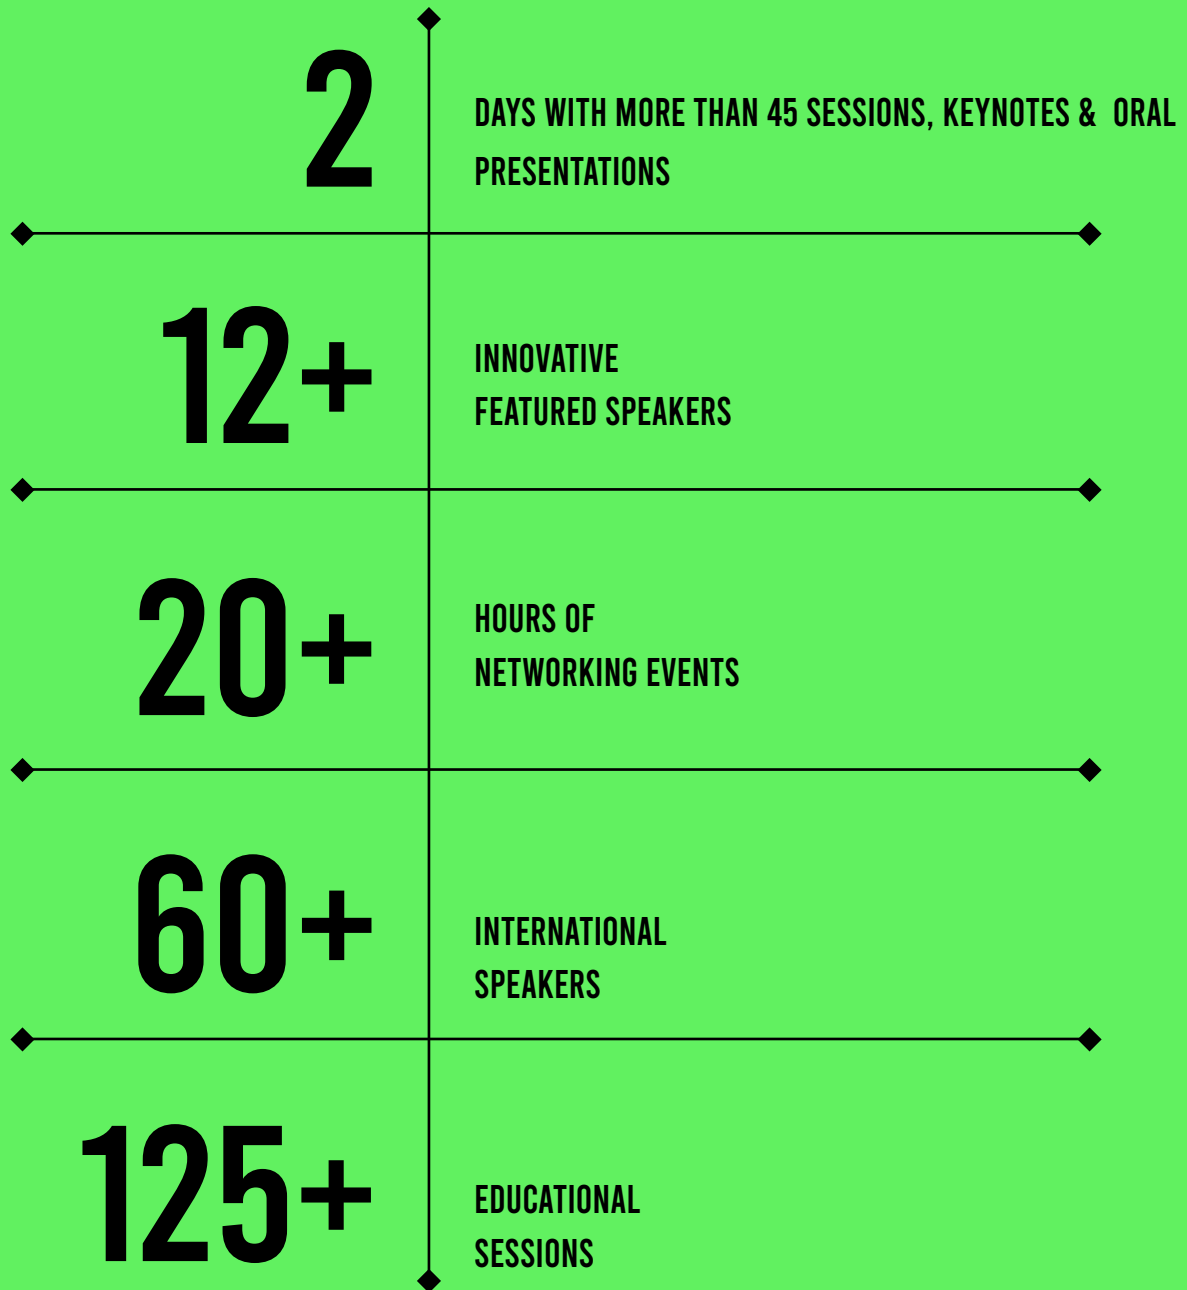 2
DAYS WITH MORE THAN 45 SESSIONS, KEYNOTES & ORAL
PRESENTATIONS
12+
INNOVATIVE
FEATURED SPEAKERS
20+
HOURS OF
NETWORKING EVENTS
60+
INTERNATIONAL
SPEAKERS
125+
EDUCATIONAL
SESSIONS